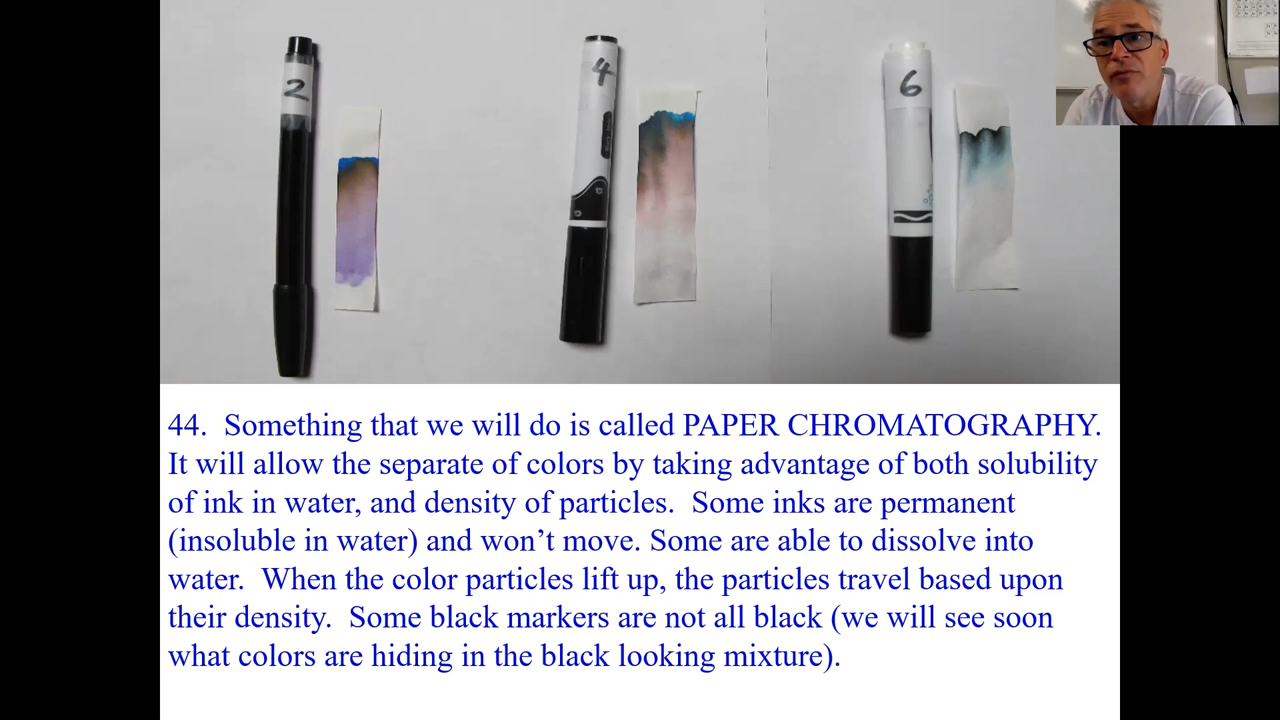 2
4
6
44.  Something that we will do is called PAPER CHROMATOGRAPHY.
It will allow the separate of colors by taking advantage of both solubility
of ink in water, and density of particles.  Some inks are permanent
(insoluble in water) and won’t move. Some are able to dissolve into
water.  When the color particles lift up, the particles travel based upon
their density.  Some black markers are not all black (we will see soon
what colors are hiding in the black looking mixture).